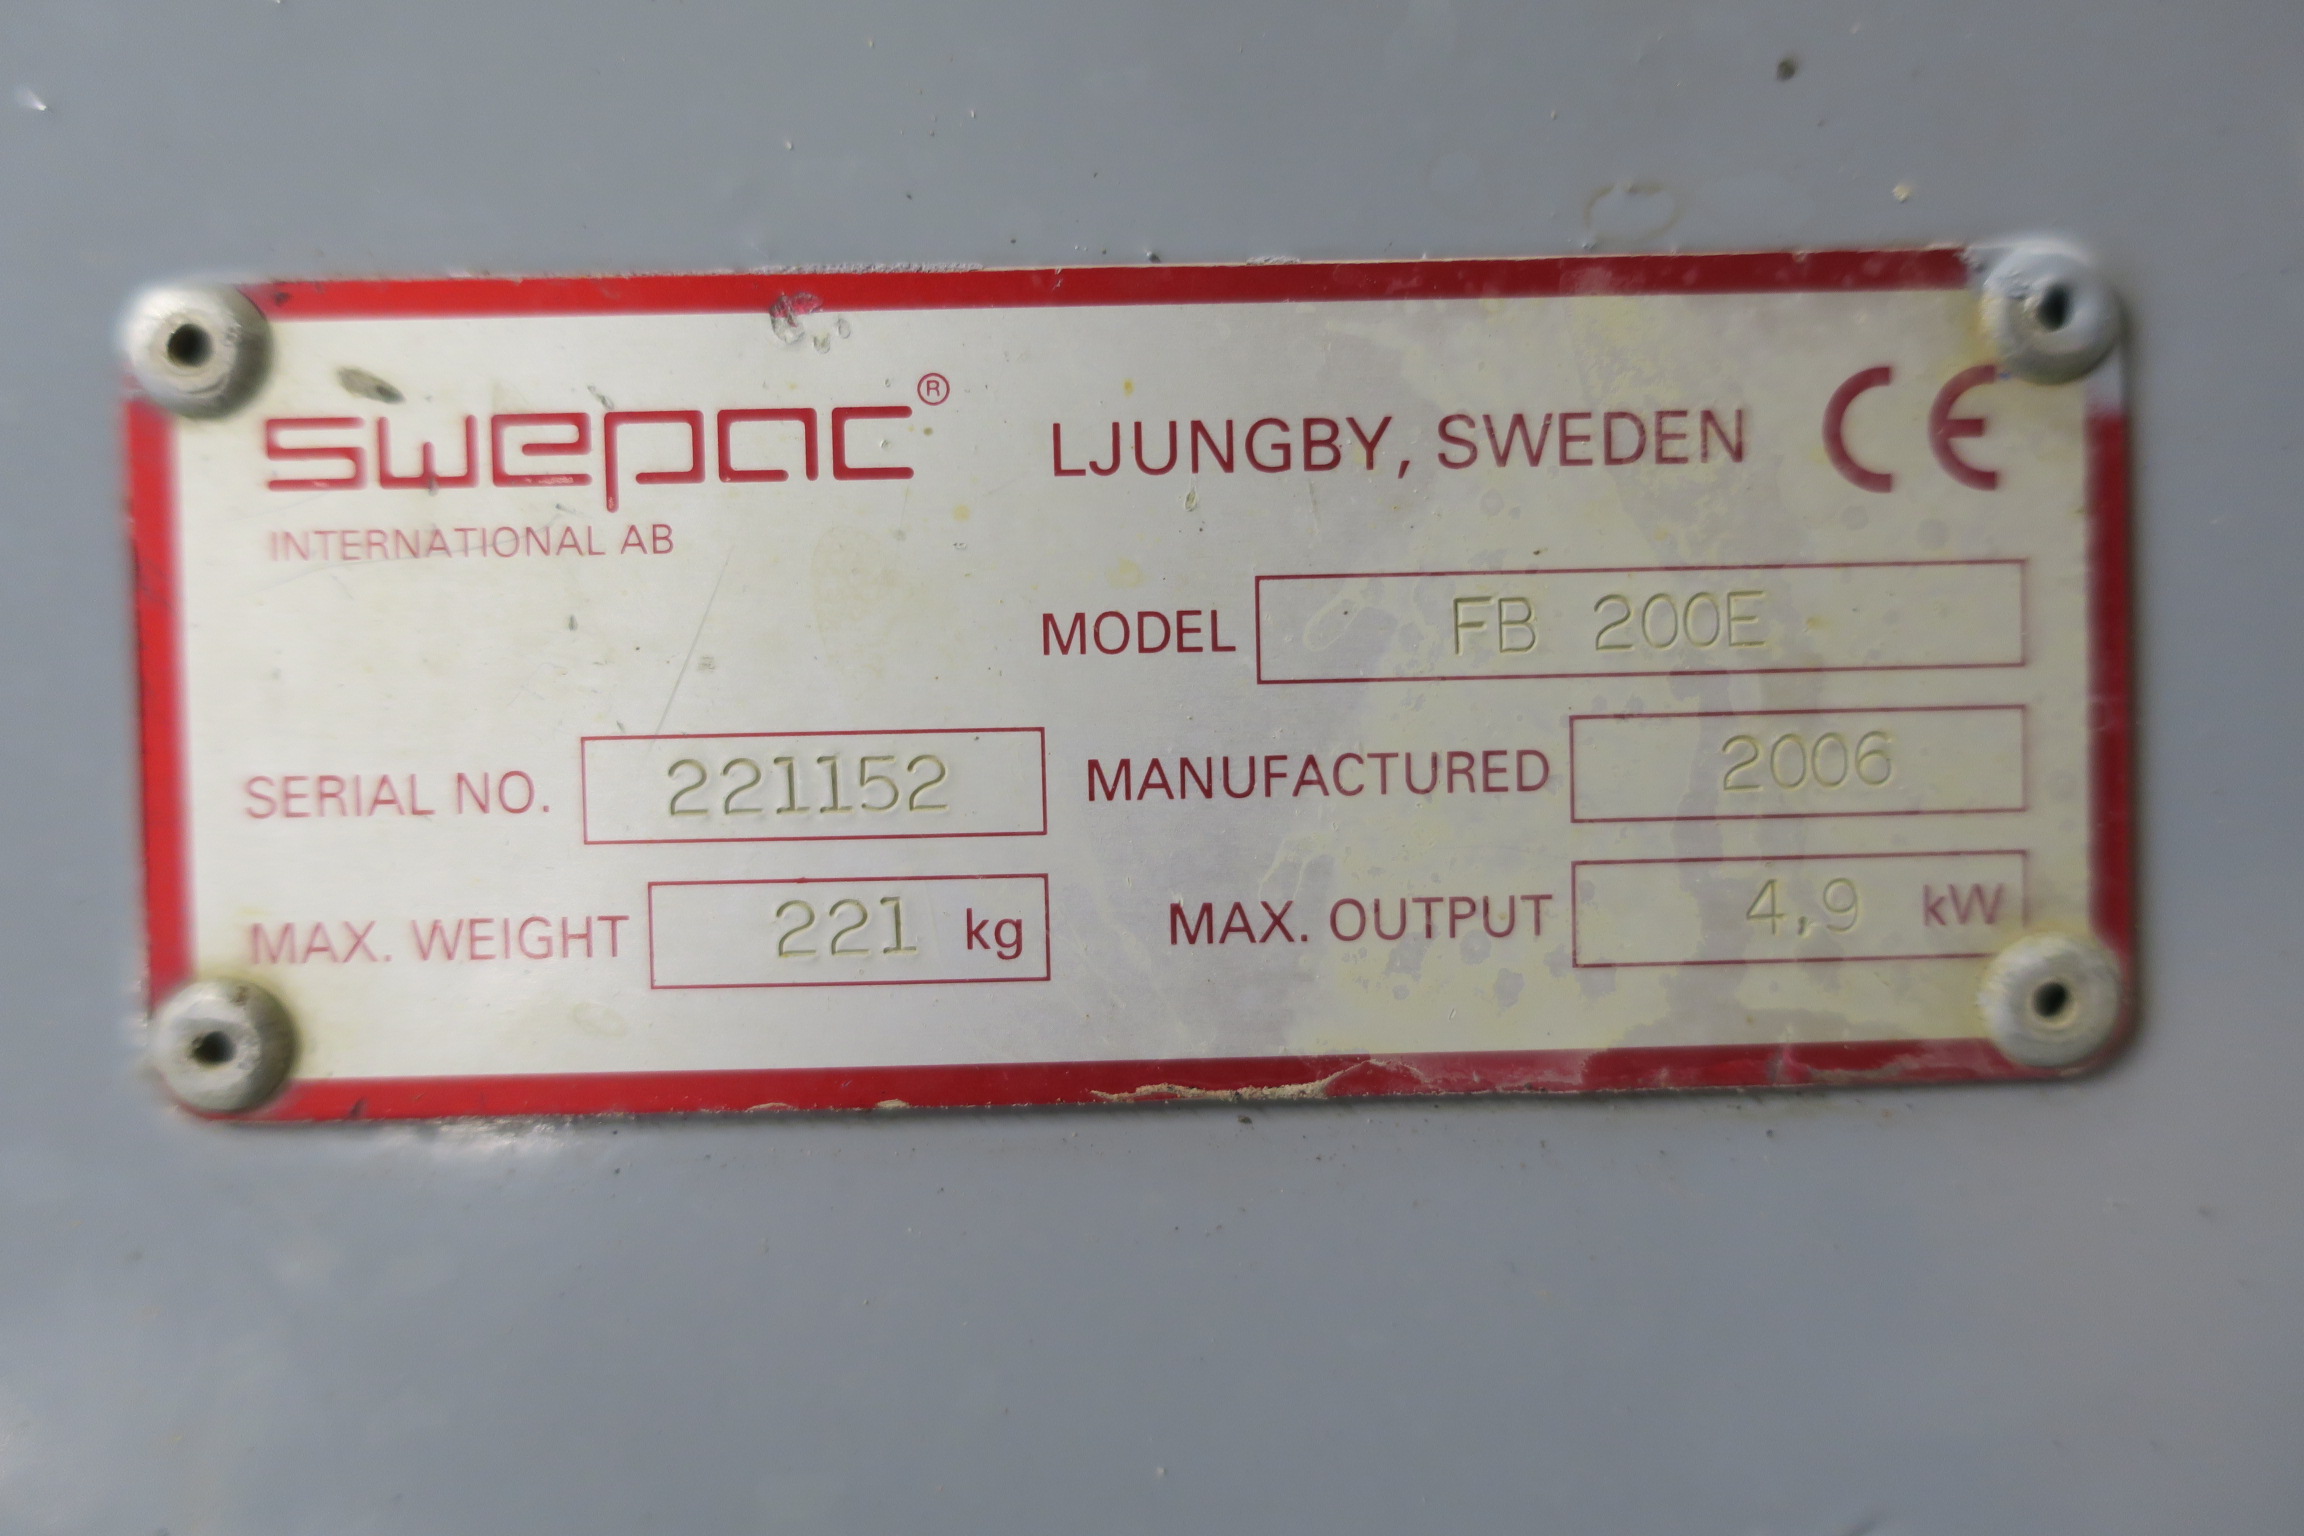 swepac® LJUNGBY, SWEDEN CE
INTERNATIONAL AB
MODEL FB 200E
SERIAL NO. 221152 MANUFACTURED 2006
MAX. WEIGHT 221 kg MAX. OUTPUT 4,9 kW